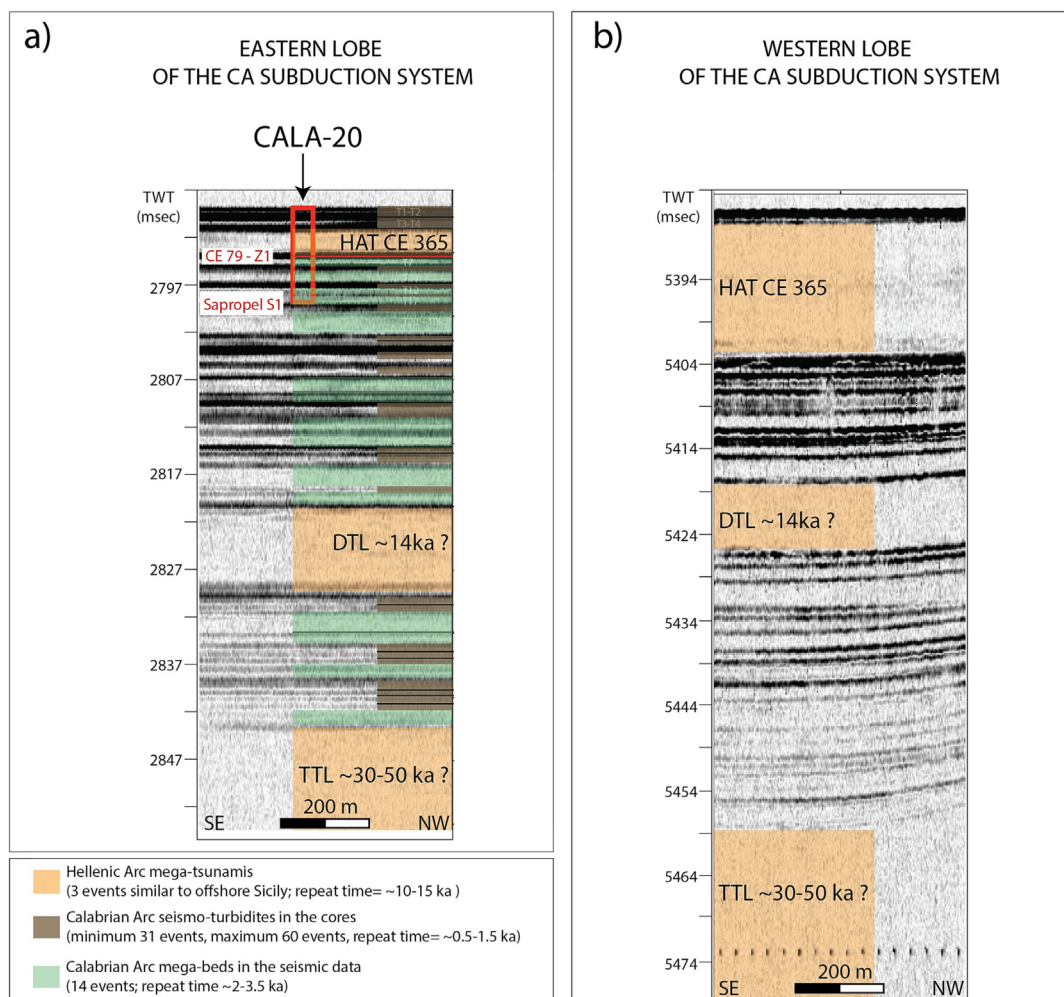 a)
EASTERN LOBE
OF THE CA SUBDUCTION SYSTEM
CALA-20
TWT
(msec)
T1-T2
T3-T4
HAT CE 365
CE 79 - Z1
T7
2797
Sapropel S1
2807
2817
DTL ~14ka ?
2827
2837
2847
TTL ~30-50 ka ?
200 m
SE
NW
Hellenic Arc mega-tsunamis
(3 events similar to offshore Sicily; repeat time= ~10-15 ka )
Calabrian Arc seismo-turbidites in the cores
(minimum 31 events, maximum 60 events, repeat time= ~0.5-1.5 ka)
Calabrian Arc mega-beds in the seismic data
(14 events; repeat time ~2-3.5 ka)
b)
WESTERN LOBE
OF THE CA SUBDUCTION SYSTEM
TWT
(msec)
HAT CE 365
5394
5404
5414
DTL ~14ka ?
5424
5434
5444
5454
5464
TTL ~30-50 ka ?
5474
200 m
SE
NW